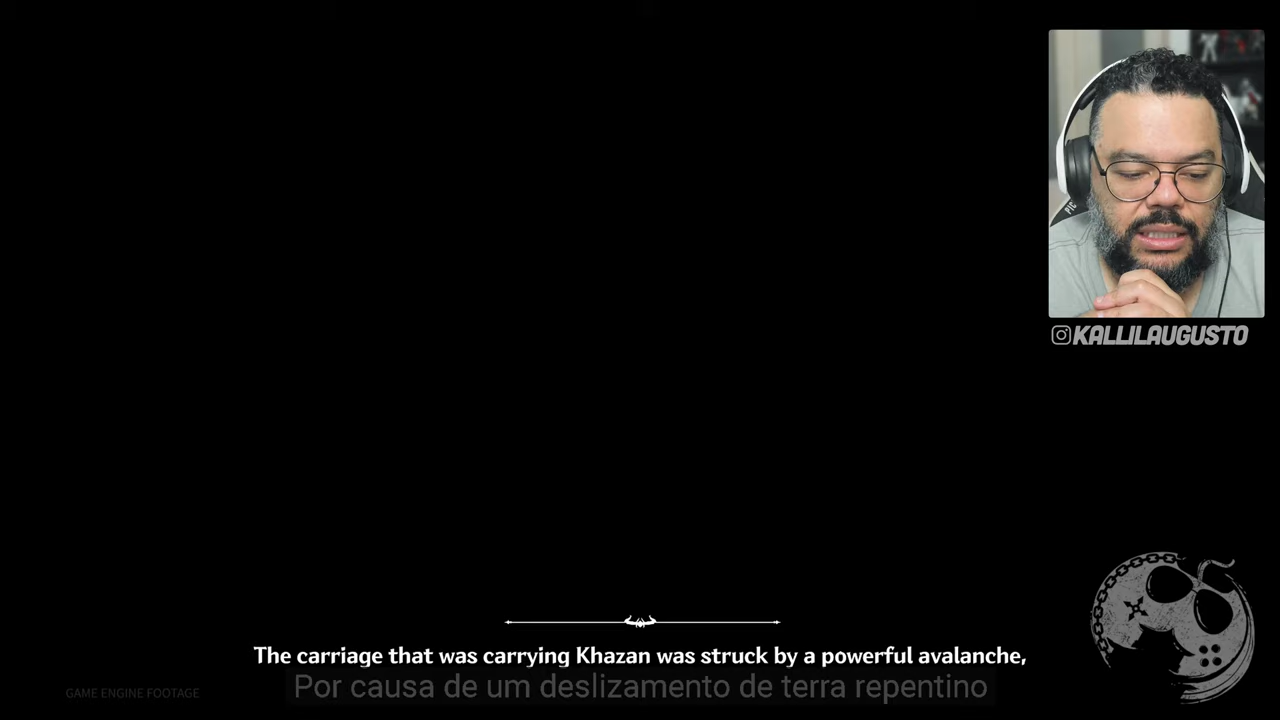 KALLILAUGUSTO
The carriage that was carrying Khazan was struck by a powerful avalanche,
Por causa de um deslizamento de terra repentino
GAME ENGINE FOOTAGE